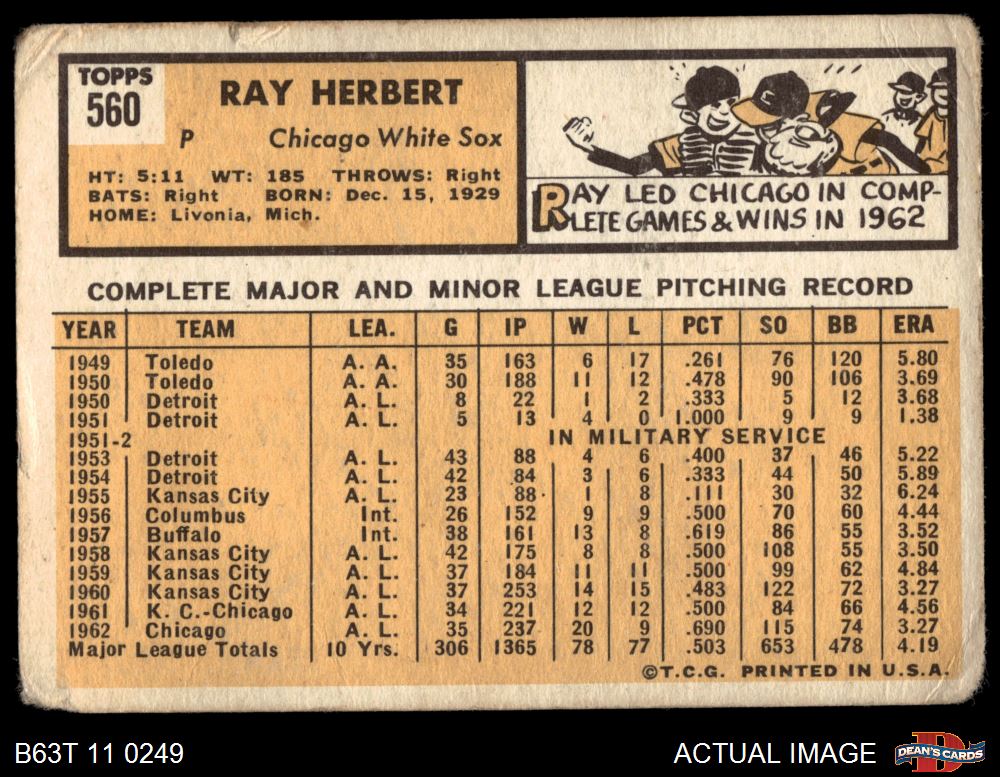 TOPPS
560
RAY HERBERT
P Chicago White Sox
HT: 5:11 WT: 185 THROWS: Right
BATS: Right BORN: Dec. 15, 1929
HOME: Livonia, Mich.
C
RAY LED CHICAGO IN COMP-
LETE GAMES & WINS IN 1962
COMPLETE MAJOR AND MINOR LEAGUE PITCHING RECORD
YEAR TEAM LEA. G IP W L PCT SO BB ERA
1949 Toledo A. A. 35 163 6 17 .261 76 120 5.80
1950 Toledo A. A. 30 188 11 12 .478 90 106 3.69
1950 Detroit A. L. 8 22 1 2 .333 5 12 3.68
1951 Detroit A. L. 5 13 4 0 1.000 9 9 1.38
1951-2 IN MILITARY SERVICE
1953 Detroit A. L. 43 88 4 6 .400 37 46 5.22
1954 Detroit A. L. 42 84 3 6 .333 44 50 5.89
1955 Kansas City A. L. 23 88 1 8 .111 30 32 6.24
1956 Columbus Int. 26 152 9 9 .500 70 60 4.44
1957 Buffalo Int. 38 161 13 8 .619 86 55 3.52
1958 Kansas City A. L. 42 175 8 8 .500 108 55 3.50
1959 Kansas City A. L. 37 184 11 11 .500 99 62 4.84
1960 Kansas City A. L. 37 253 14 15 .483 122 72 3.27
1961 K. C.-Chicago A. L. 34 221 12 12 .500 84 66 4.56
1962 Chicago A. L. 35 237 20 9 .690 115 74 3.27
Major League Totals 10 Yrs. 306 1365 78 77 .503 653 478 4.19
©T.C.G. PRINTED IN U.S.A.
B63T 11 0249 ACTUAL IMAGE D DEAN'S CARDS